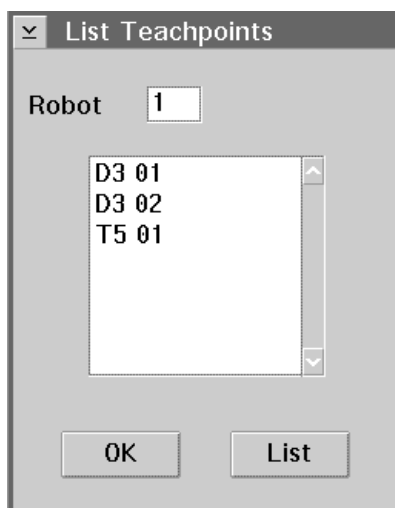 List Teachpoints
Robot 1
D3 01
D3 02
T5 01
OK List